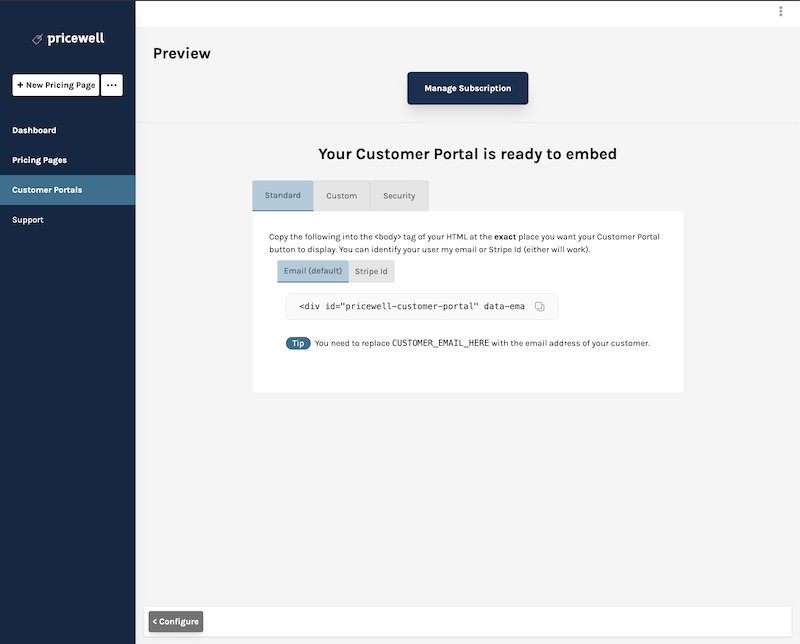 pricewell
+ New Pricing Page
Dashboard
Pricing Pages
Customer Portals
Support
Preview
Manage Subscription
Your Customer Portal is ready to embed
Standard Custom Security
Copy the following into the <body> tag of your HTML at the exact place you want your Customer Portal
button to display. You can identify your user my email or Stripe Id (either will work).
Email (default) Stripe Id
<div id="pricewell-customer-portal" data-ema
Tip You need to replace CUSTOMER_EMAIL_HERE with the email address of your customer.
< Configure